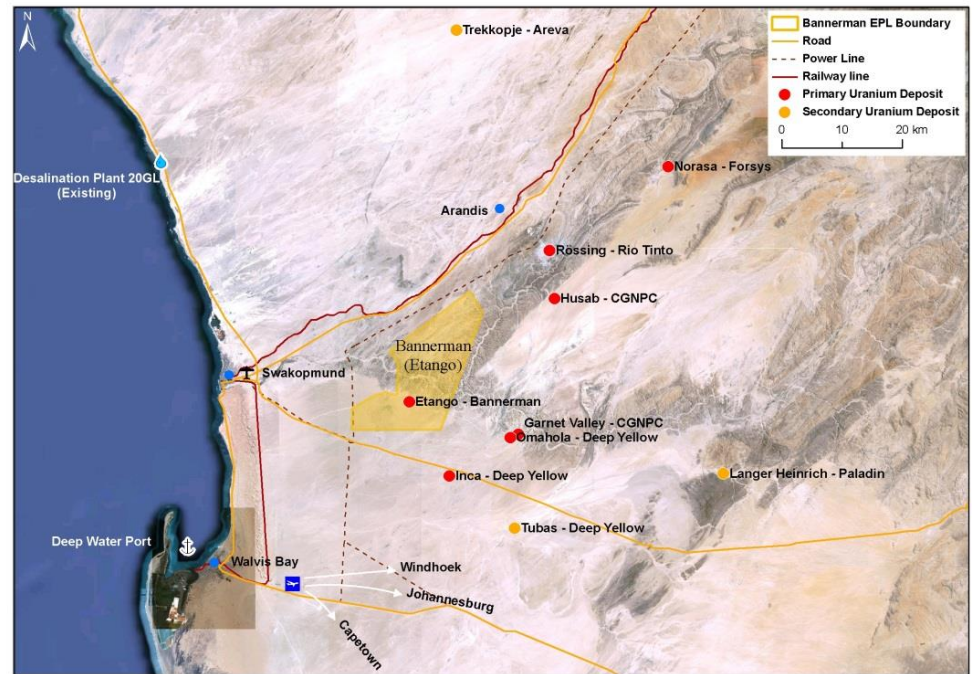 N
Trekkopje - Areva
Bannerman EPL Boundary
Road
Power Line
Railway line
Primary Uranium Deposit
Secondary Uranium Deposit
0 10 20 km
Desalination Plant 20GL
(Existing)
Norasa - Forsys
Arandis
Rössing - Rio Tinto
Husab - CGNPC
Bannerman
(Etango)
Swakopmund
Etango - Bannerman
Garnet Valley - CGNPC
Omahola - Deep Yellow
Inca - Deep Yellow
Langer Heinrich - Paladin
Tubas - Deep Yellow
Deep Water Port
Walvis Bay
Windhoek
Johannesburg
Capetown